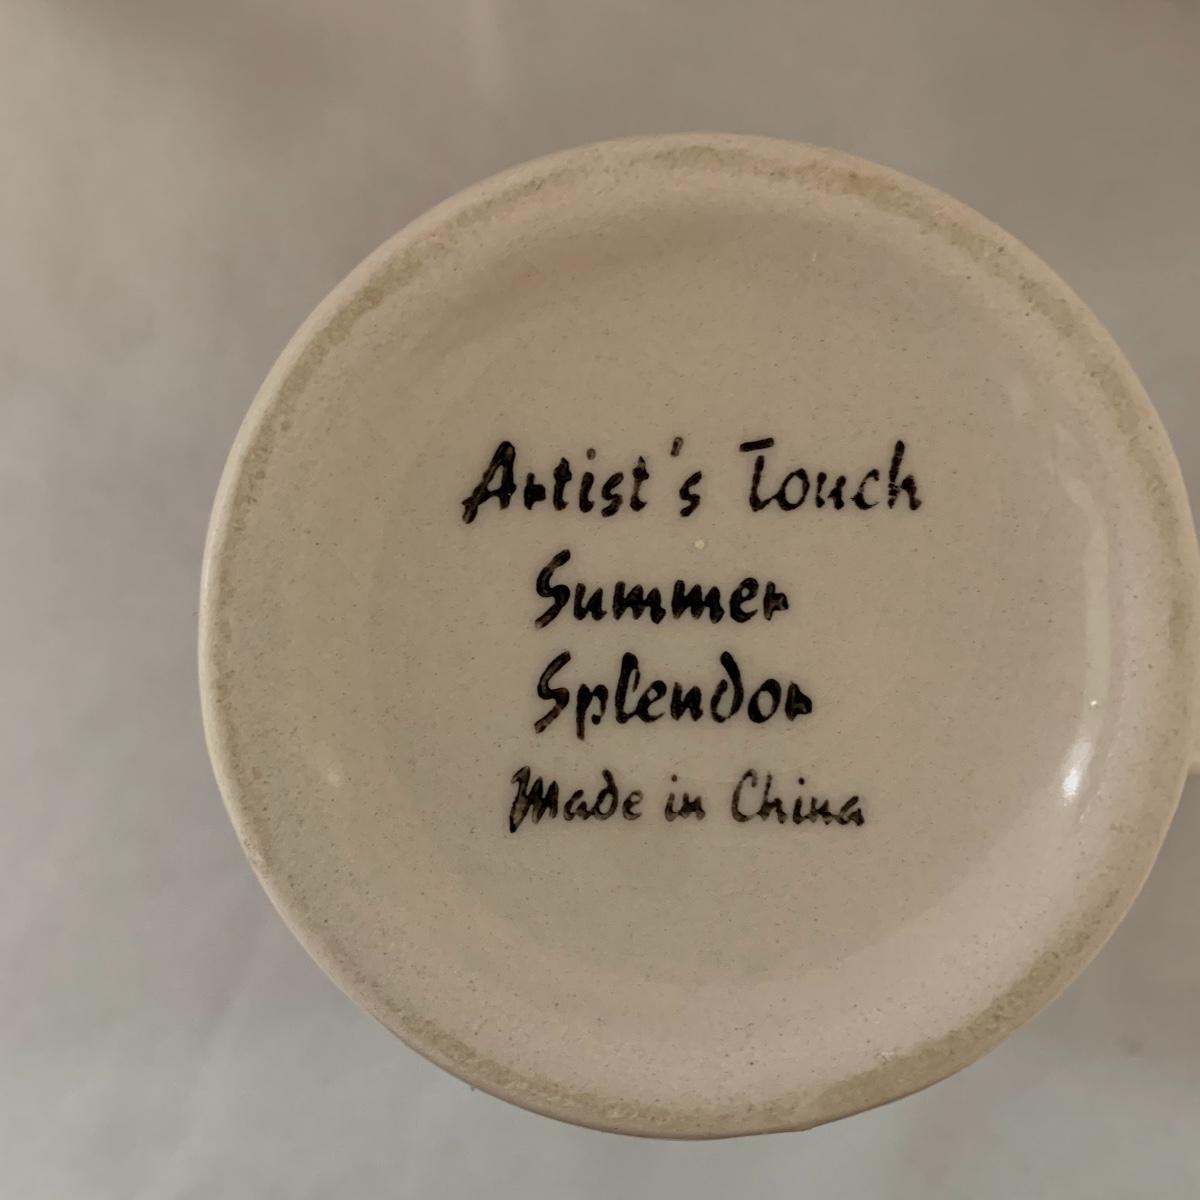 Artist's Touch
Summer
Splendor
Made in China